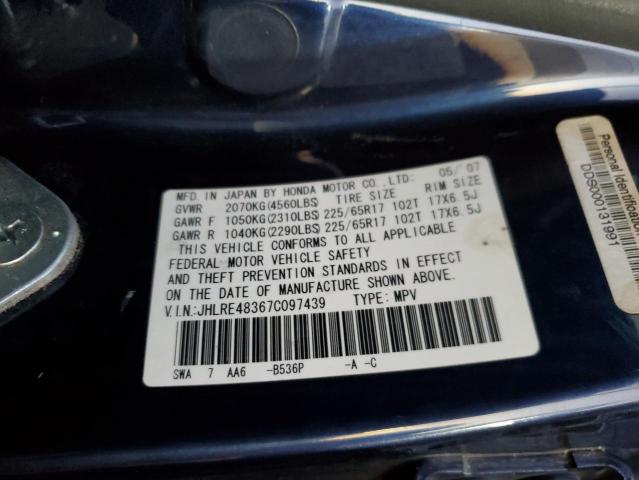 MFD. IN JAPAN BY HONDA MOTOR CO., LTD: 05/ 07
GVWR 2070KG(4560LBS) TIRE SIZE RIM SIZE
GAWR F 1050KG(2310LBS) 225/65R17 102T 17X6.5J
GAWR R 1040KG(2290LBS) 225/65R17 102T 17X6.5J
THIS VEHICLE CONFORMS TO ALL APPLICABLE
FEDERAL MOTOR VEHICLE SAFETY
AND THEFT PREVENTION STANDARDS IN EFFECT
ON THE DATE OF MANUFACTURE SHOWN ABOVE.
V.I.N.:JHLRE48367C097439 TYPE: MPV
SWA 7 AA6 -B536P -A -C
Personal
DDSX00131991